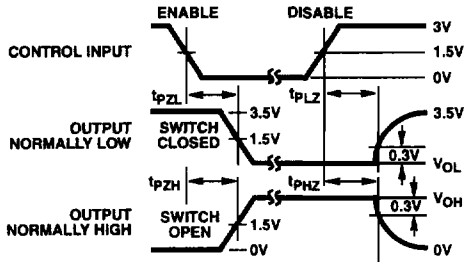 ENABLE DISABLE
3V
CONTROL INPUT 1.5V
0V
tPZL tPLZ
3.5V 3.5V
OUTPUT NORMALLY LOW
SWITCH CLOSED
1.5V
0.3V
VOL
tPZH tPHZ
VOH
OUTPUT NORMALLY HIGH
SWITCH OPEN
0.3V
1.5V
0V 0V